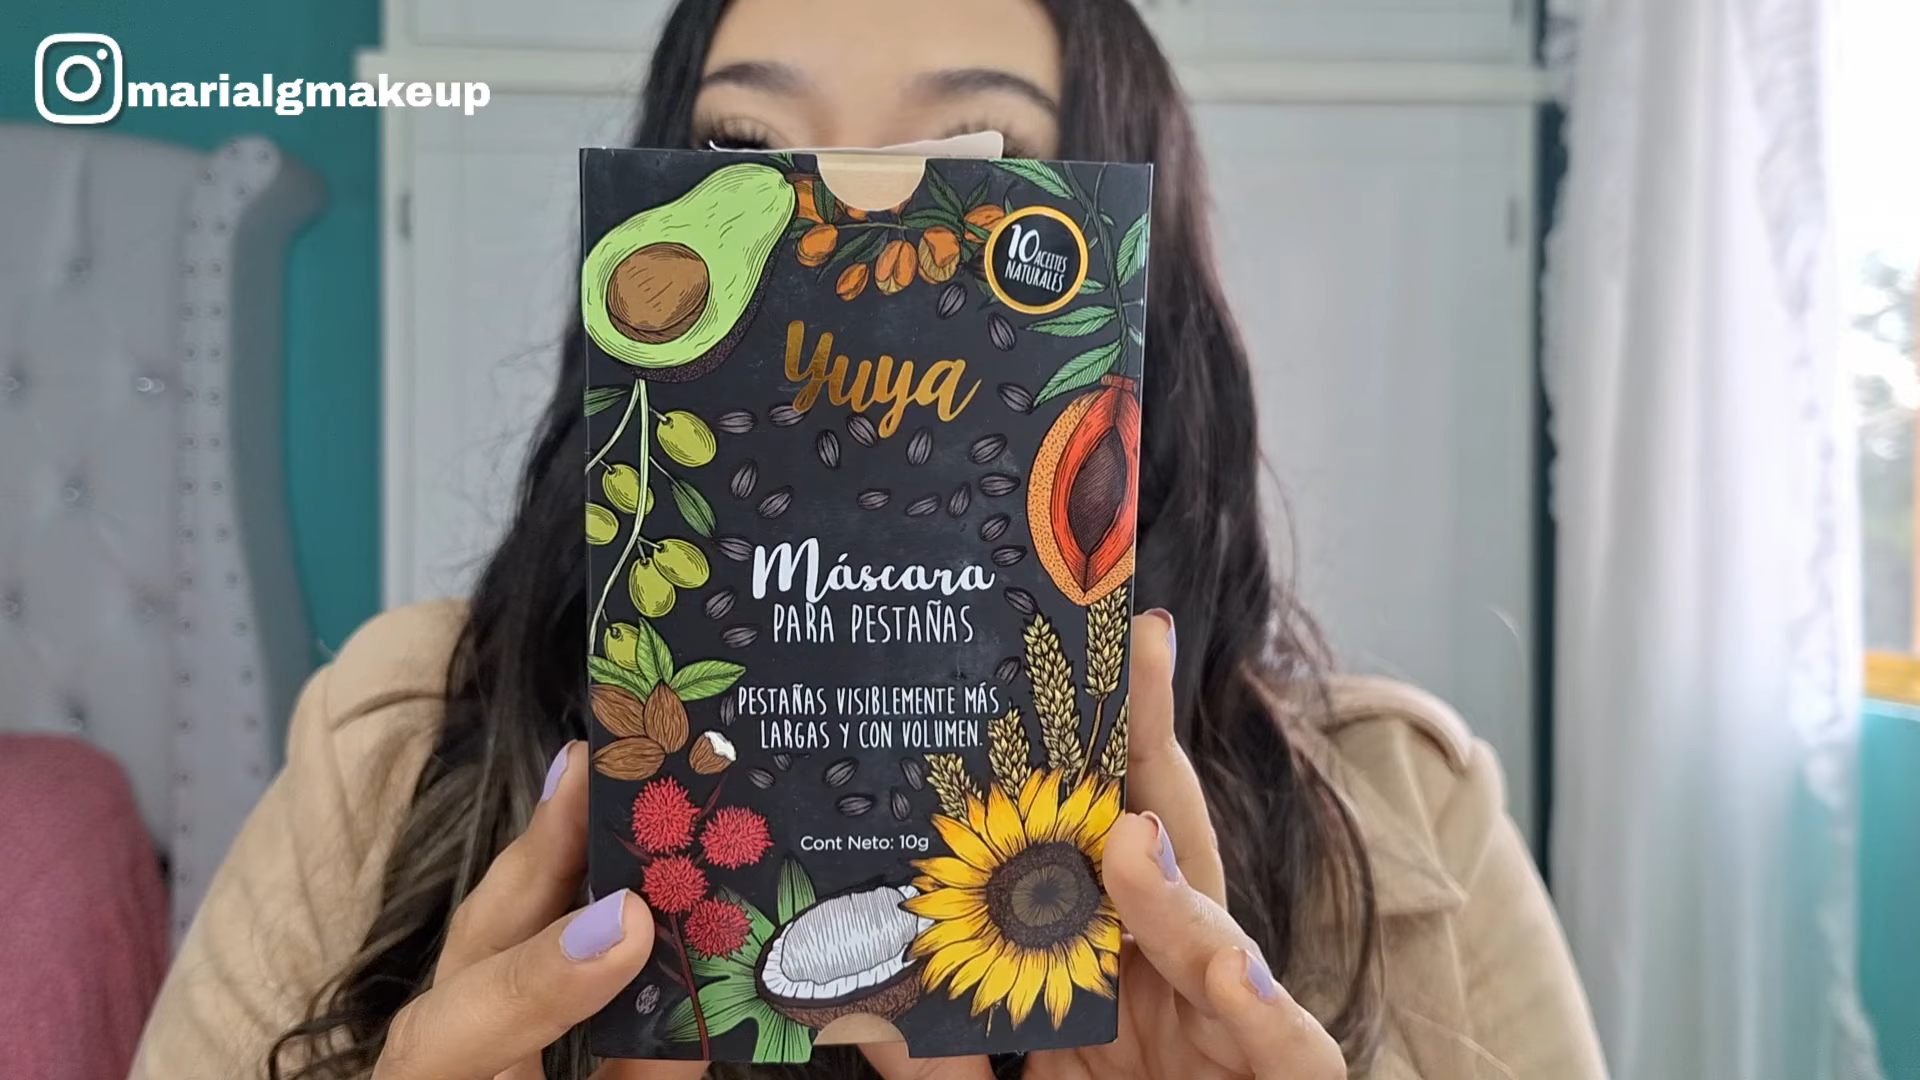 marialgmakeup
10 ACEITES
NATURALES
Yuya
Máscara
PARA PESTAÑAS
PESTAÑAS VISIBLEMENTE MÁS
LARGAS Y CON VOLUMEN.
Cont Neto: 10g